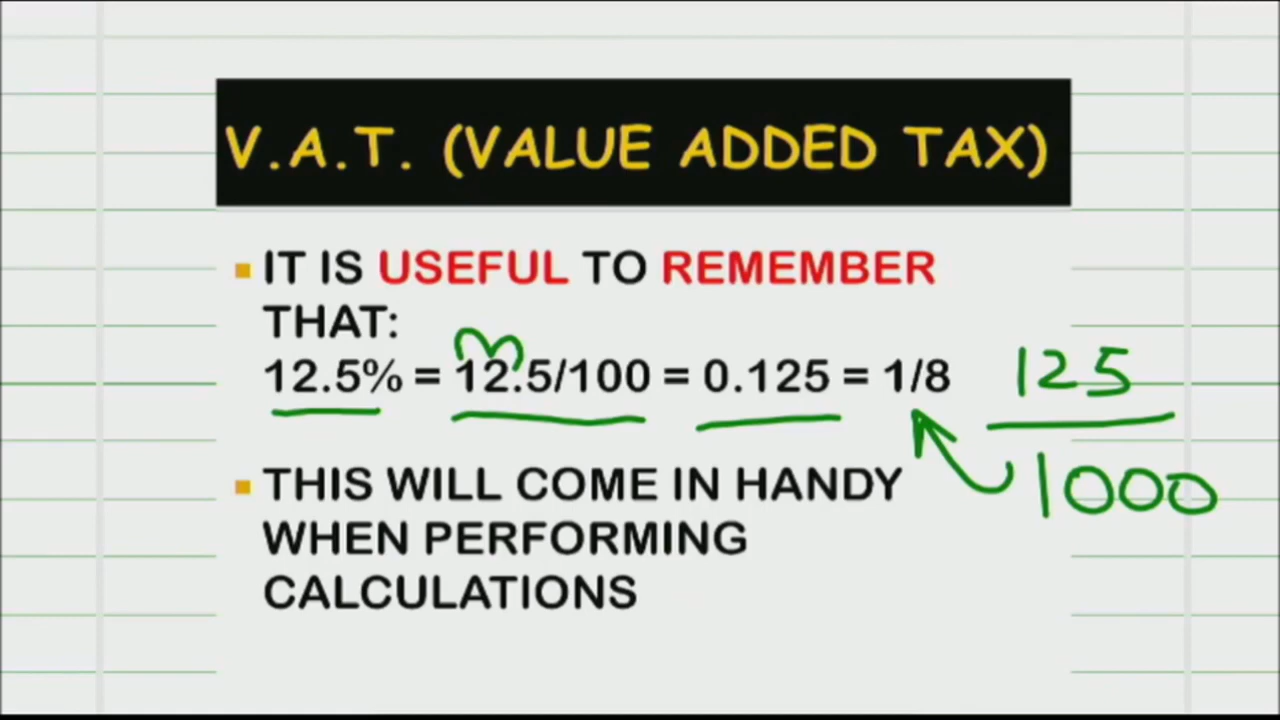 V.A.T. (VALUE ADDED TAX)
IT IS USEFUL TO REMEMBER
THAT:
12.5% = 12.5/100 = 0.125 = 1/8
125
1000
THIS WILL COME IN HANDY
WHEN PERFORMING
CALCULATIONS